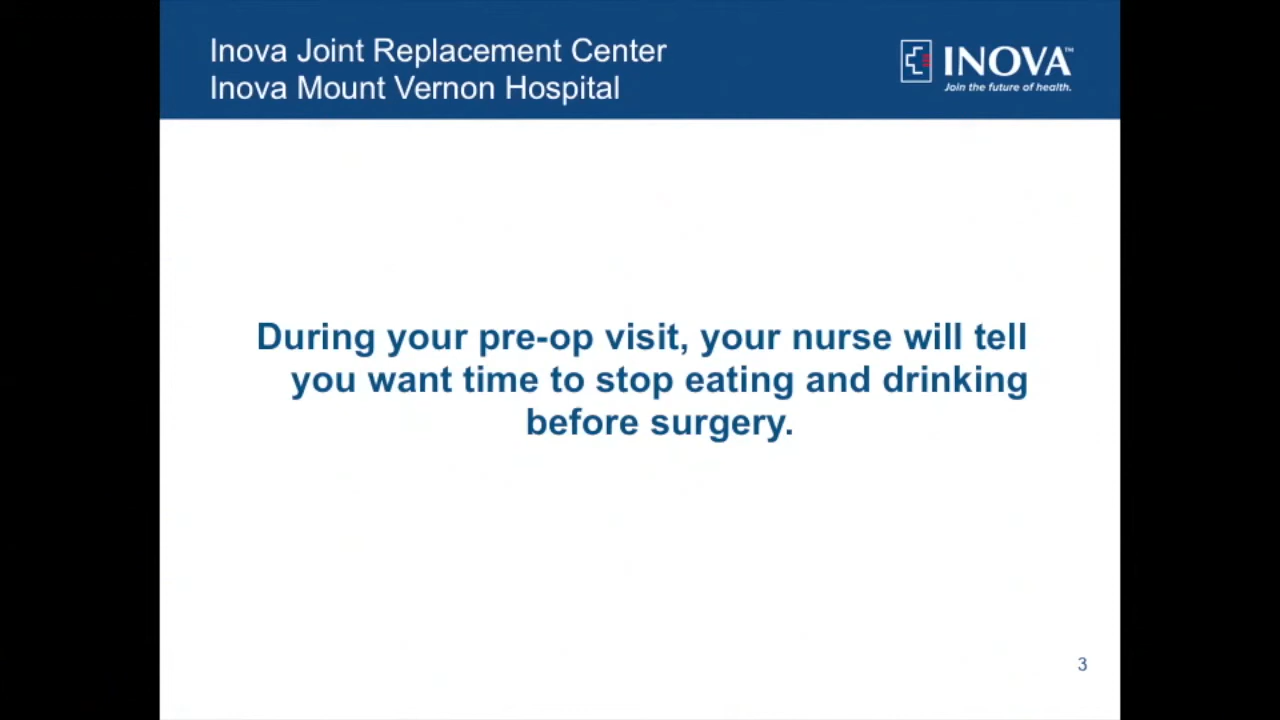 Inova Joint Replacement Center
Inova Mount Vernon Hospital
INOVA™
Join the future of health.
During your pre-op visit, your nurse will tell
you want time to stop eating and drinking
before surgery.
3